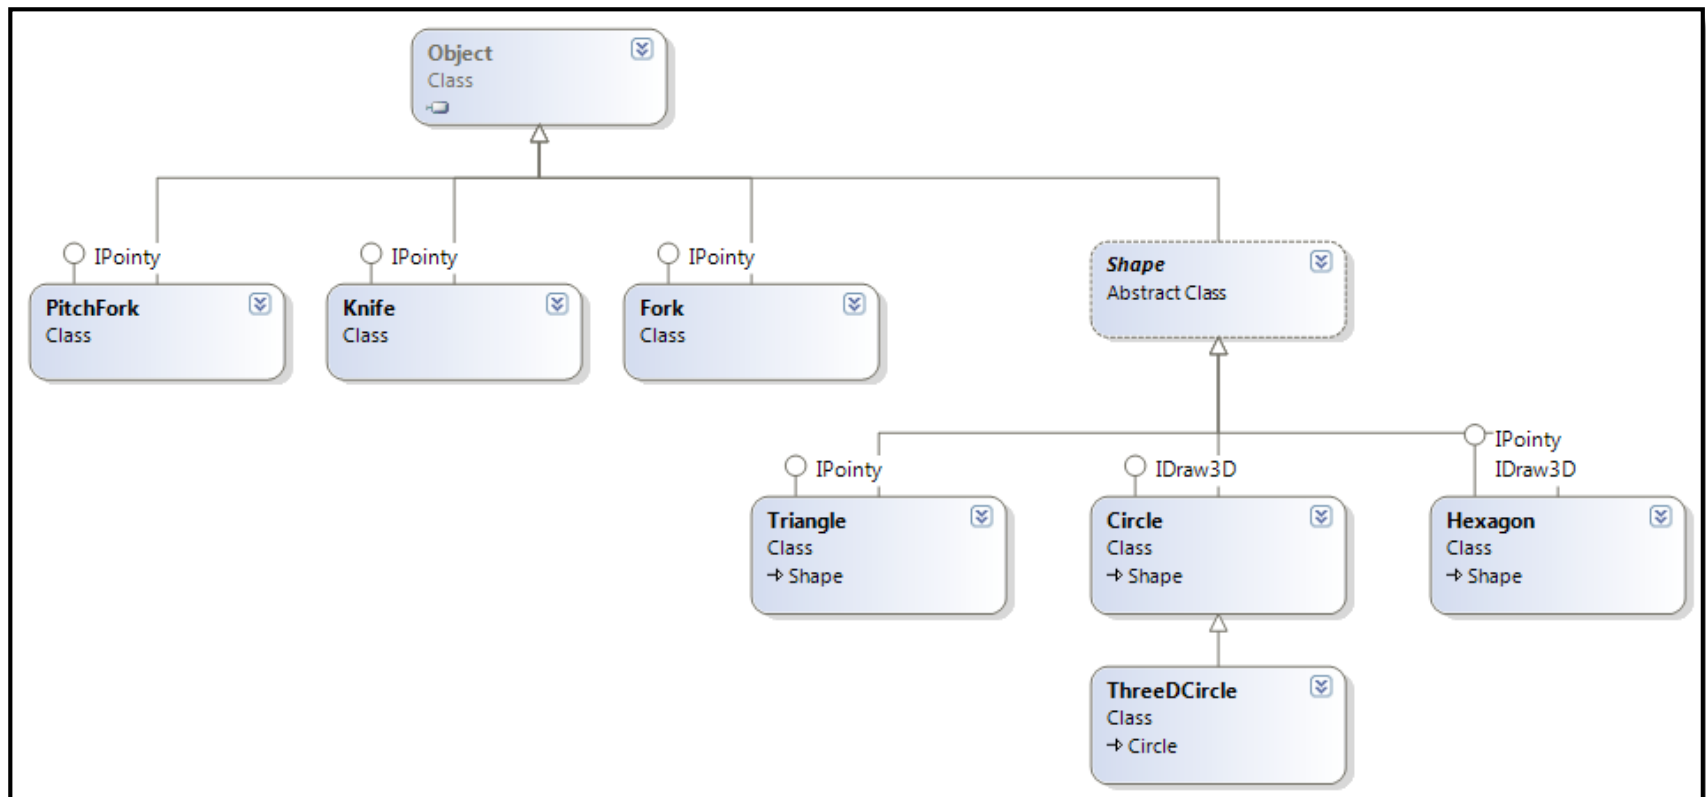 Object
Class
IPointy
PitchFork
Class
IPointy
Knife
Class
IPointy
Fork
Class
Shape
Abstract Class
IPointy
Triangle
Class
Shape
IDraw3D
Circle
Class
Shape
IPointy
IDraw3D
Hexagon
Class
Shape
ThreeDCircle
Class
Circle